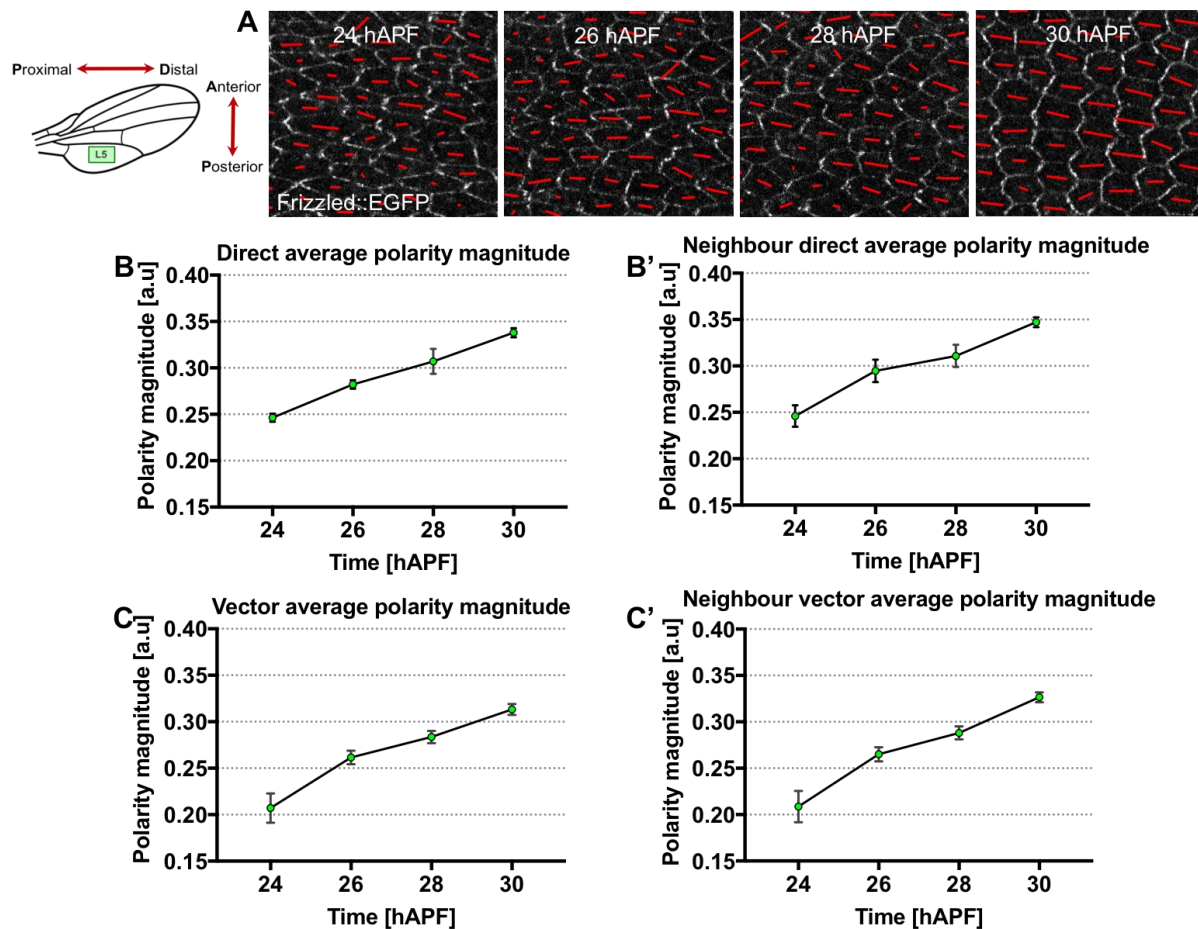 A
24 hAPF
26 hAPF
28 hAPF
30 hAPF
Proximal
Distal
Anterior
L5
Posterior
Frizzled::EGFP
B
Direct average polarity magnitude
Polarity magnitude [a.u]
0.40
0.35
0.30
0.25
0.20
0.15
24 26 28 30
Time [hAPF]
B'
Neighbour direct average polarity magnitude
Polarity magnitude [a.u]
0.40
0.35
0.30
0.25
0.20
0.15
24 26 28 30
Time [hAPF]
C
Vector average polarity magnitude
Polarity magnitude [a.u]
0.40
0.35
0.30
0.25
0.20
0.15
24 26 28 30
Time [hAPF]
C'
Neighbour vector average polarity magnitude
Polarity magnitude [a.u]
0.40
0.35
0.30
0.25
0.20
0.15
24 26 28 30
Time [hAPF]